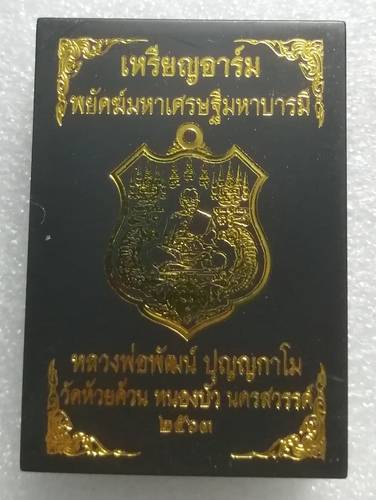 เหรียญอาร์ม
พยัคฆ์มหาเศรษฐีมหาบารมี
หลวงพ่อพัฒน์ ปุญญกาโม
วัดห้วยด้วน หนองบัว นครสวรรค์
๒๕๖๓